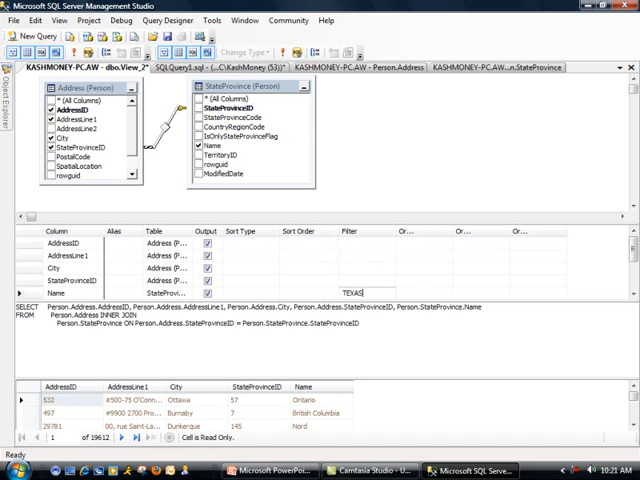 Microsoft SQL Server Management Studio
File Edit View Project Debug Query Designer Tools Window Community Help
New Query
Change Type
KASHMONEY-PC.AW - dbo.View_2* SQLQuery1.sql - (...C\KashMoney (53))* KASHMONEY-PC.AW - Person.Address KASHMONEY-PC.AW...n.StateProvince
Object Explorer
Address (Person)
* (All Columns)
AddressID
AddressLine1
AddressLine2
City
StateProvinceID
PostalCode
SpatialLocation
rowguid
StateProvince (Person)
* (All Columns)
StateProvinceID
StateProvinceCode
CountryRegionCode
IsOnlyStateProvinceFlag
Name
TerritoryID
rowguid
ModifiedDate
Column Alias Table Output Sort Type Sort Order Filter Or... Or... Or...
AddressID Address (P...
AddressLine1 Address (P...
City Address (P...
StateProvinceID Address (P...
Name StateProvi... TEXAS
SELECT Person.Address.AddressID, Person.Address.AddressLine1, Person.Address.City, Person.Address.StateProvinceID, Person.StateProvince.Name
FROM Person.Address INNER JOIN
Person.StateProvince ON Person.Address.StateProvinceID = Person.StateProvince.StateProvinceID
AddressID AddressLine1 City StateProvinceID Name
532 #500-75 O'Conn... Ottawa 57 Ontario
497 #9900 2700 Pro... Burnaby 7 British Columbia
29781 00, rue Saint-La... Dunkerque 145 Nord
1 of 19612 Cell is Read Only.
Ready
Microsoft PowerPoi... Camtasia Studio - U... Microsoft SQL Serve... 10:21 AM